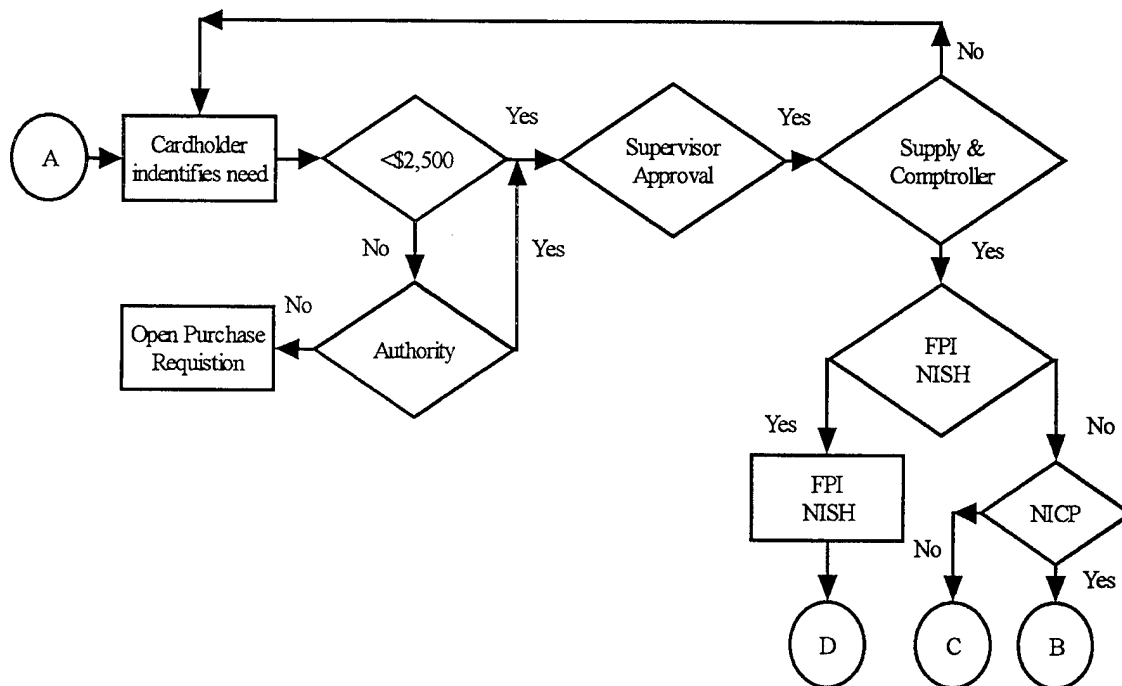 No
A
Cardholder
indentifies need
<$2,500
Yes
Supervisor
Approval
Yes
Supply &
Comptroller
No
Yes
Yes
No
Open Purchase
Requistion
Authority
FPI
NISH
Yes
No
FPI
NISH
NICP
No
Yes
D
C
B